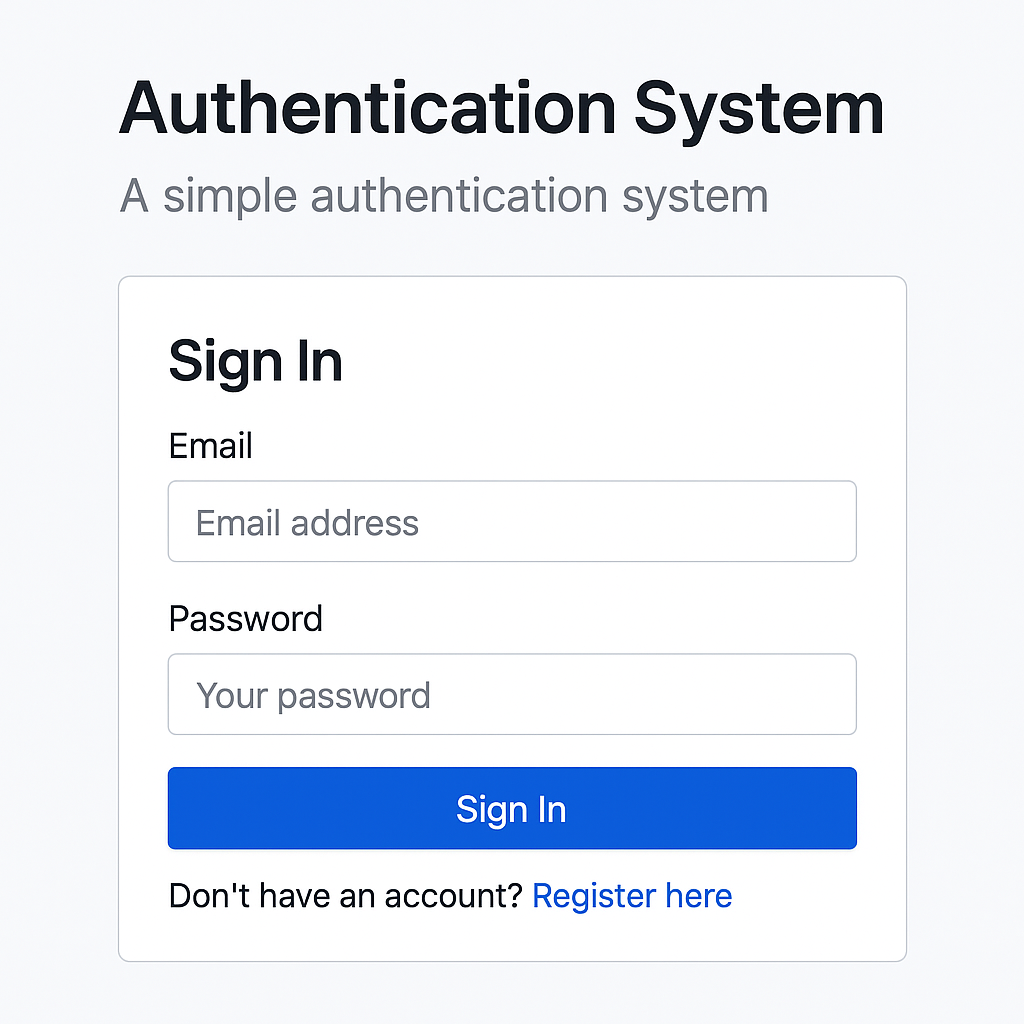 Authentication System
A simple authentication system
Sign In
Email
Email address
Password
Your password
Sign In
Don't have an account? Register here